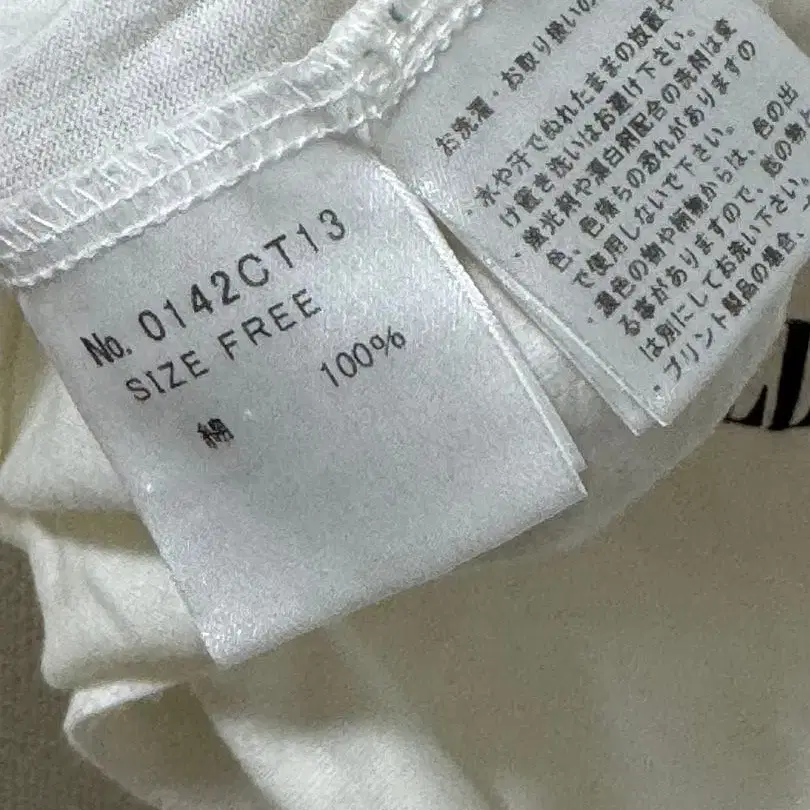 No. 0142CT13
SIZE FREE
綿 100%
お洗濯・お取り扱いの
・水や汗でぬれたままの放置や
け置き洗いはお避け下さい。
・蛍光剤や漂白剤配合の洗剤は変
色、色落ちの恐れがありますの
で使用しないで下さい。
・濃色の物や柄物からは、色の出
る事がありますので、他の物と
は別にしてお洗い下さい。
・プリント製品の場合、